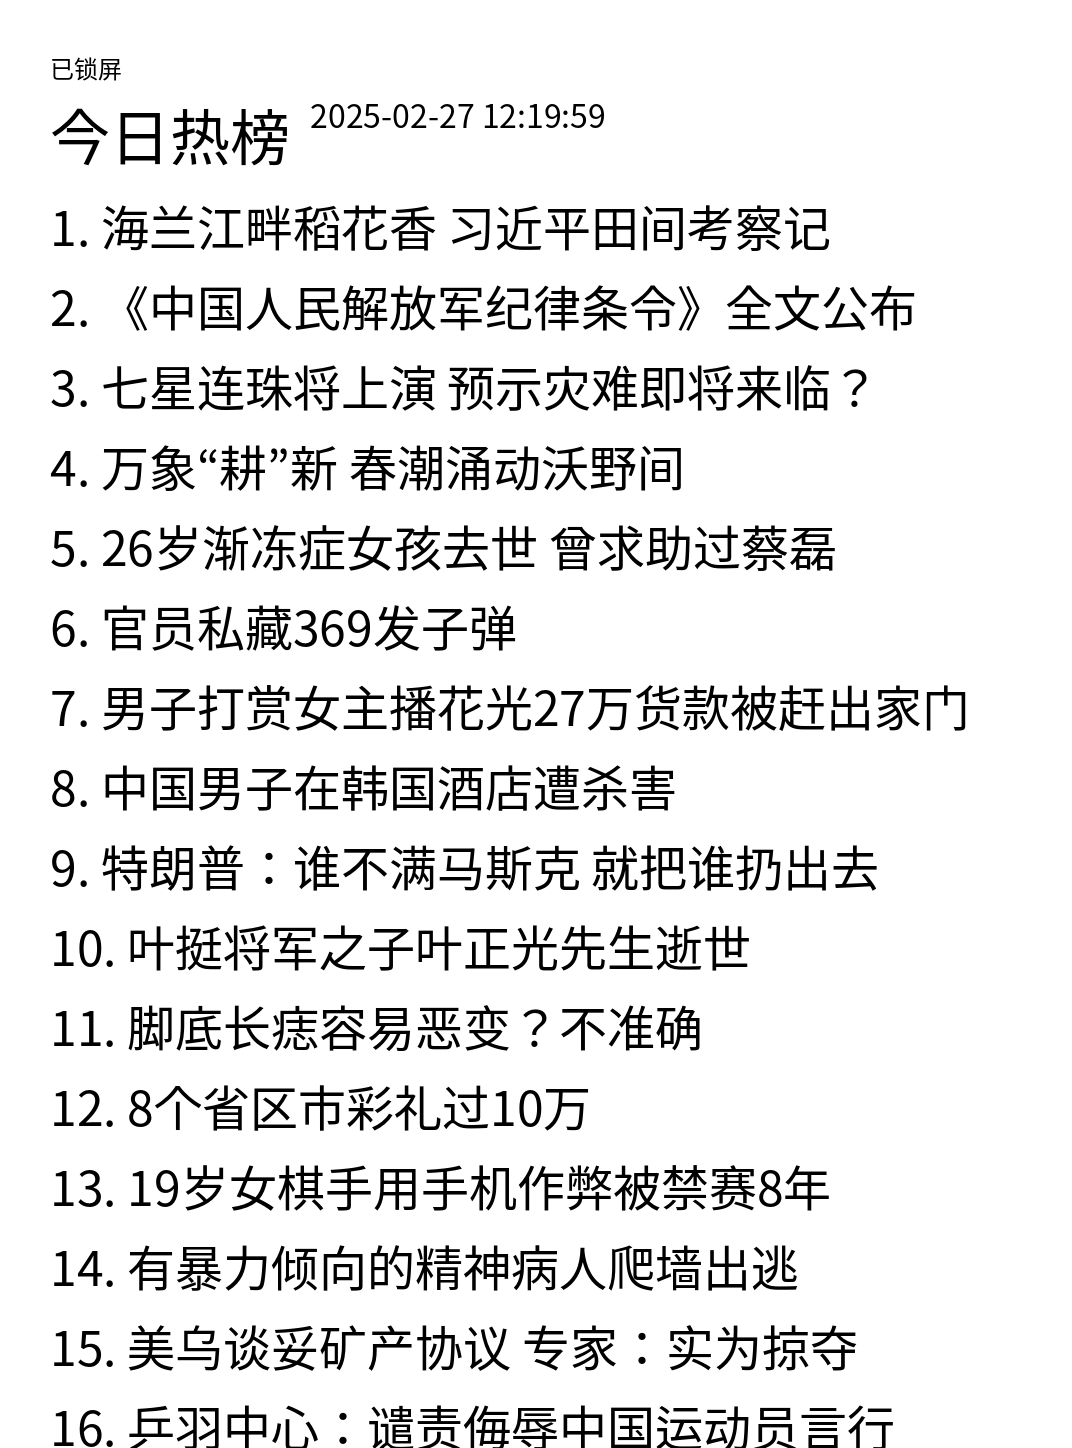 已锁屏
今日热榜 2025-02-27 12:19:59
1. 海兰江畔稻花香 习近平田间考察记
2. 《中国人民解放军纪律条令》全文公布
3. 七星连珠将上演 预示灾难即将来临？
4. 万象“耕”新 春潮涌动沃野间
5. 26岁渐冻症女孩去世 曾求助过蔡磊
6. 官员私藏369发子弹
7. 男子打赏女主播花光27万货款被赶出家门
8. 中国男子在韩国酒店遭杀害
9. 特朗普：谁不满马斯克 就把谁扔出去
10. 叶挺将军之子叶正光先生逝世
11. 脚底长痣容易恶变？不准确
12. 8个省区市彩礼过10万
13. 19岁女棋手用手机作弊被禁赛8年
14. 有暴力倾向的精神病人爬墙出逃
15. 美乌谈妥矿产协议 专家：实为掠夺
16. 乒羽中心：谴责侮辱中国运动员言行